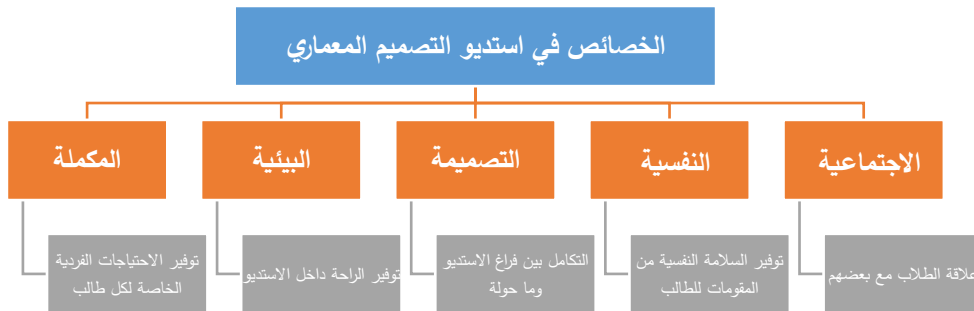 الخصائص في استديو التصميم المعماري
الاجتماعية
النفسية
التصميمة
البيئية
المكملة
علاقة الطلاب مع بعضهم
توفير السلامة النفسية من
المقومات للطالب
التكامل بين فراغ الاستديو
وما حولة
توفير الراحة داخل الاستديو
توفير الاحتياجات الفردية
الخاصة لكل طالب